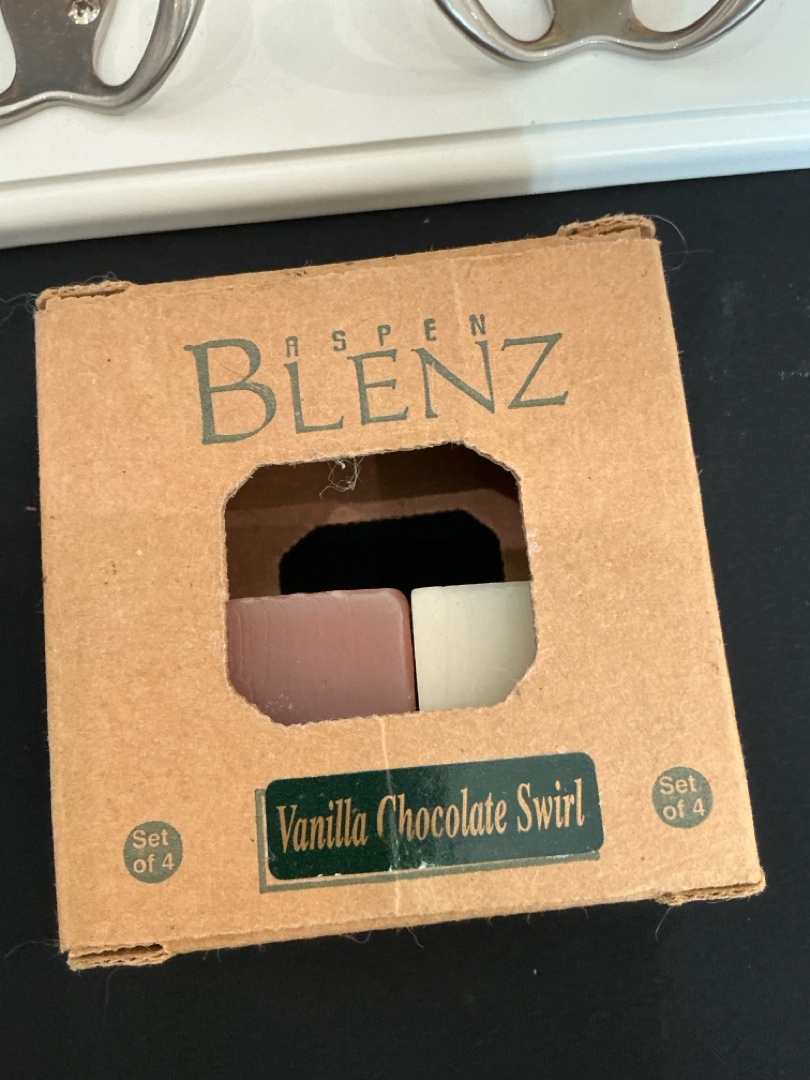 ASPEN
BLENZ
Vanilla Chocolate Swirl
Set
of 4
Set
of 4